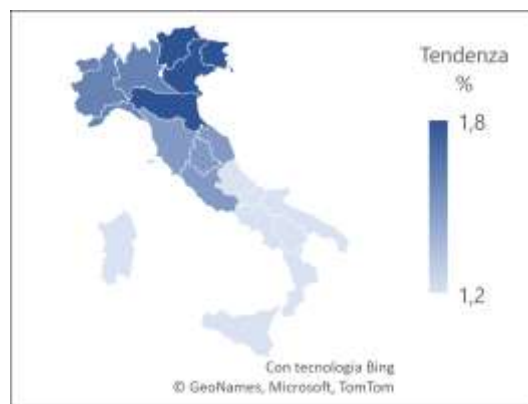 Tendenza
%
1,8
1,2
Con tecnologia Bing
© GeoNames, Microsoft, TomTom